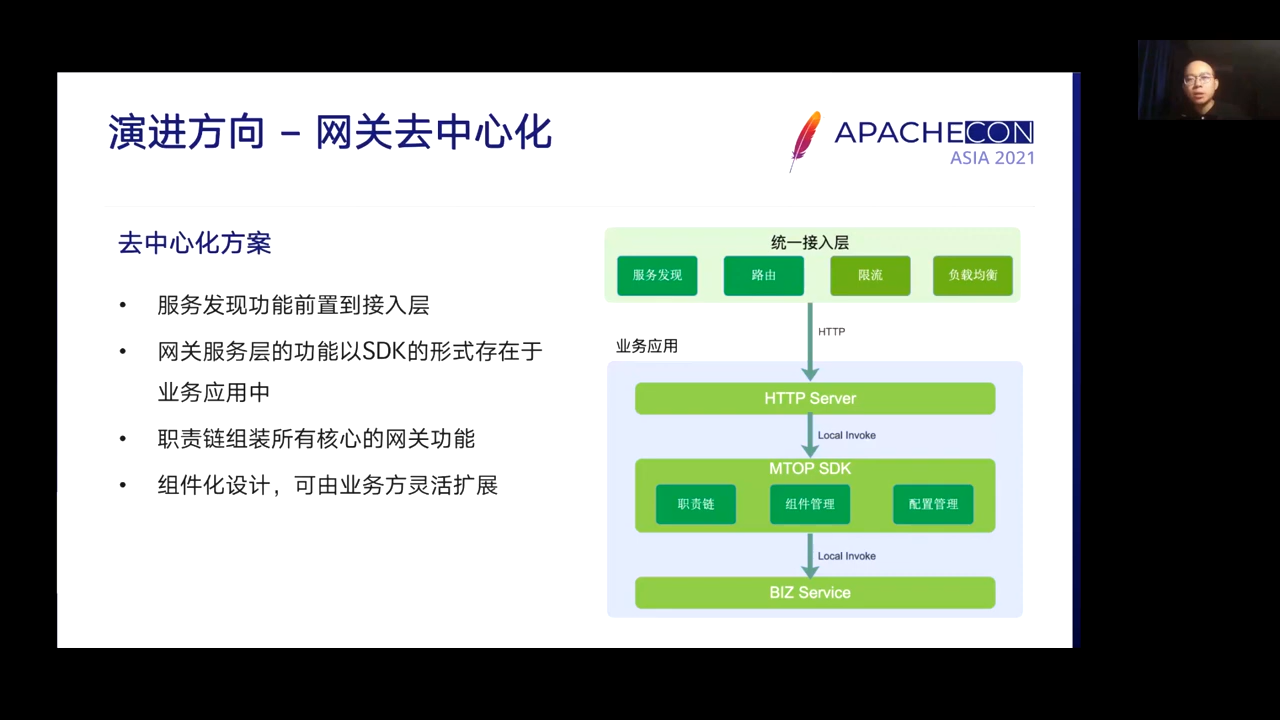 演进方向 – 网关去中心化
APACHECON
ASIA 2021
去中心化方案
• 服务发现功能前置到接入层
• 网关服务层的功能以SDK的形式存在于
业务应用中
• 职责链组装所有核心的网关功能
• 组件化设计，可由业务方灵活扩展
统一接入层
服务发现
路由
限流
负载均衡
HTTP
业务应用
HTTP Server
Local Invoke
MTOP SDK
职责链
组件管理
配置管理
Local Invoke
BIZ Service